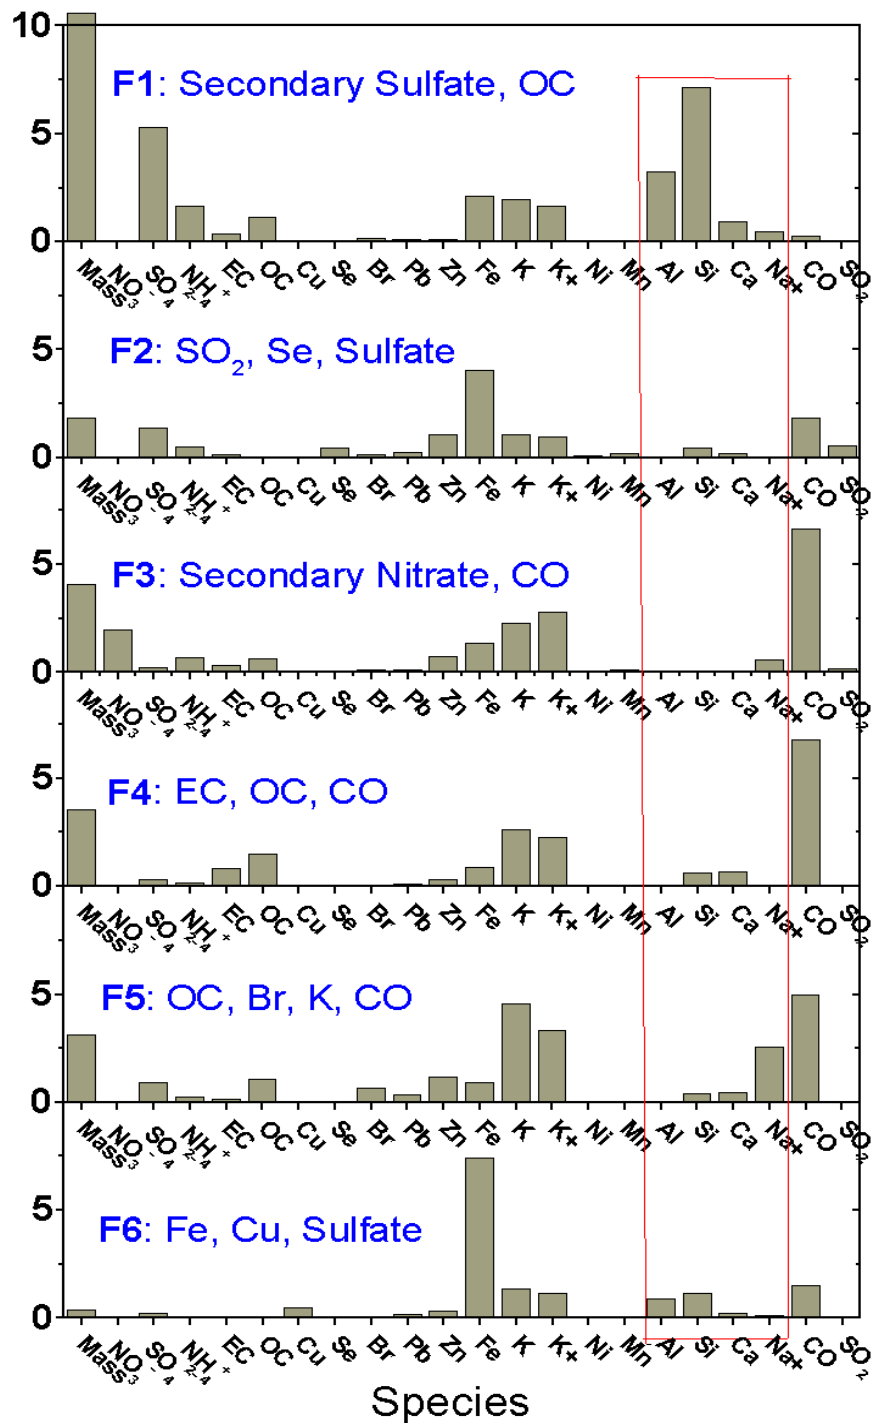 10
F1: Secondary Sulfate, OC
5
0
Mass NO₃⁻ SO₄²⁻ NH₄⁺ EC OC Cu Se Br Pb Zn Fe K K+ Ni Mn Al Si Ca Na+ CO SO₂
F2: SO₂, Se, Sulfate
5
0
Mass NO₃⁻ SO₄²⁻ NH₄⁺ EC OC Cu Se Br Pb Zn Fe K K+ Ni Mn Al Si Ca Na+ CO SO₂
5
F3: Secondary Nitrate, CO
0
Mass NO₃⁻ SO₄²⁻ NH₄⁺ EC OC Cu Se Br Pb Zn Fe K K+ Ni Mn Al Si Ca Na+ CO SO₂
5
F4: EC, OC, CO
0
Mass NO₃⁻ SO₄²⁻ NH₄⁺ EC OC Cu Se Br Pb Zn Fe K K+ Ni Mn Al Si Ca Na+ CO SO₂
5
F5: OC, Br, K, CO
0
Mass NO₃⁻ SO₄²⁻ NH₄⁺ EC OC Cu Se Br Pb Zn Fe K K+ Ni Mn Al Si Ca Na+ CO SO₂
5
F6: Fe, Cu, Sulfate
0
Mass NO₃⁻ SO₄²⁻ NH₄⁺ EC OC Cu Se Br Pb Zn Fe K K+ Ni Mn Al Si Ca Na+ CO SO₂
Species